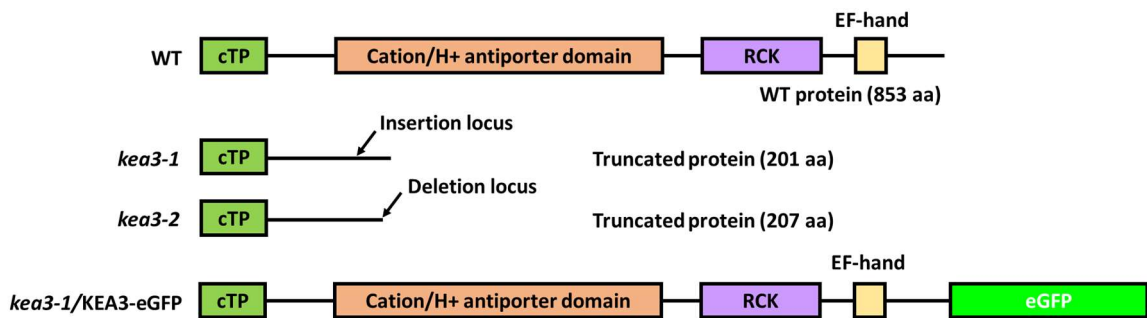 EF-hand
WT cTP Cation/H+ antiporter domain RCK
WT protein (853 aa)
Insertion locus
kea3-1 cTP Truncated protein (201 aa)
Deletion locus
kea3-2 cTP Truncated protein (207 aa)
EF-hand
kea3-1/KEA3-eGFP cTP Cation/H+ antiporter domain RCK eGFP